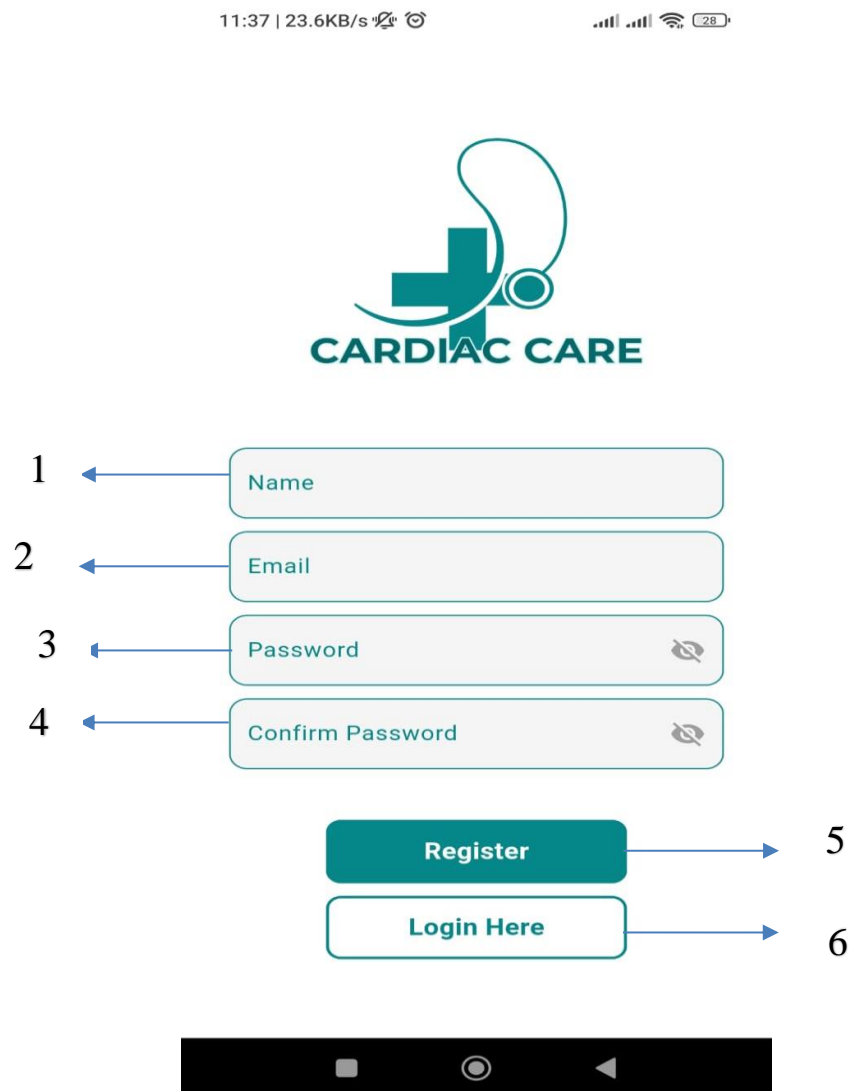 11:37 | 23.6KB/s 28
CARDIAC CARE
1 Name
2 Email
3 Password
4 Confirm Password
Register 5
Login Here 6